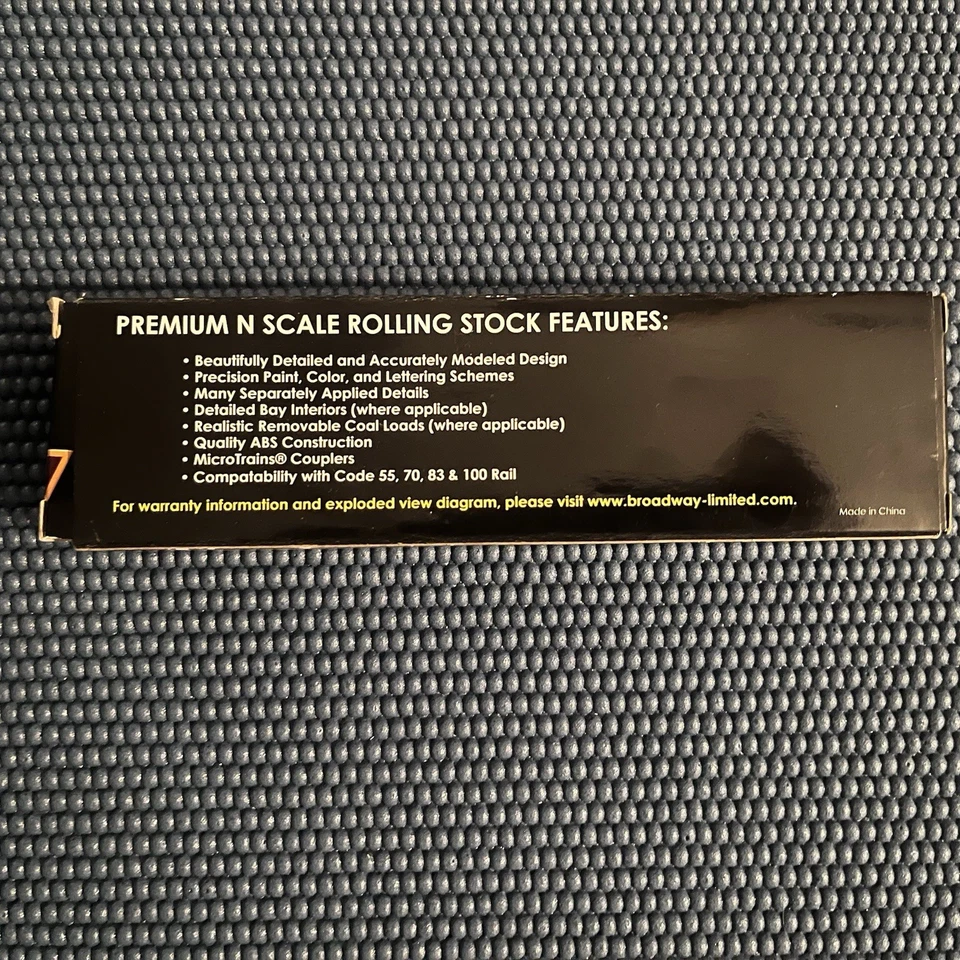 PREMIUM N SCALE ROLLING STOCK FEATURES:
• Beautifully Detailed and Accurately Modeled Design
• Precision Paint, Color, and Lettering Schemes
• Many Separately Applied Details
• Detailed Bay Interiors (where applicable)
• Realistic Removable Coal Loads (where applicable)
• Quality ABS Construction
• MicroTrains® Couplers
• Compatability with Code 55, 70, 83 & 100 Rail
7
For warranty information and exploded view diagram, please visit www.broadway-limited.com.
Made in China